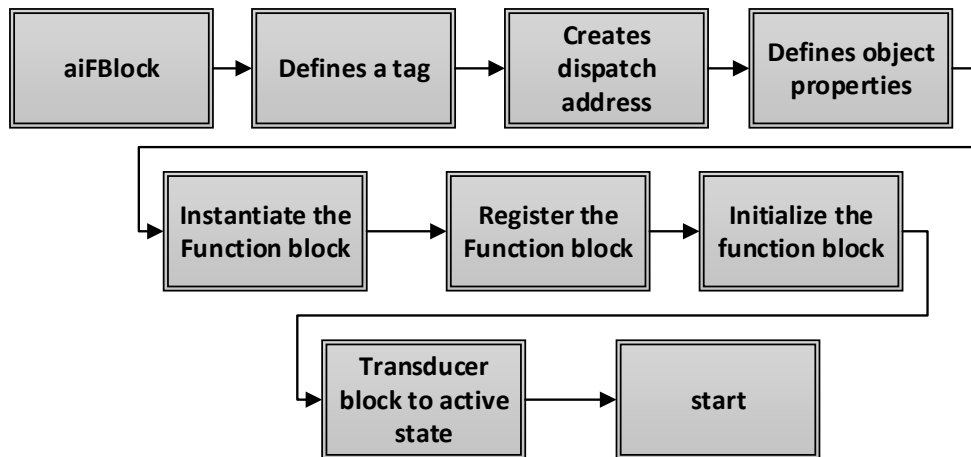 aiFBlock
Defines a tag
Creates
dispatch
address
Defines object
properties
Instantiate the
Function block
Register the
Function block
Initialize the
function block
Transducer
block to active
state
start